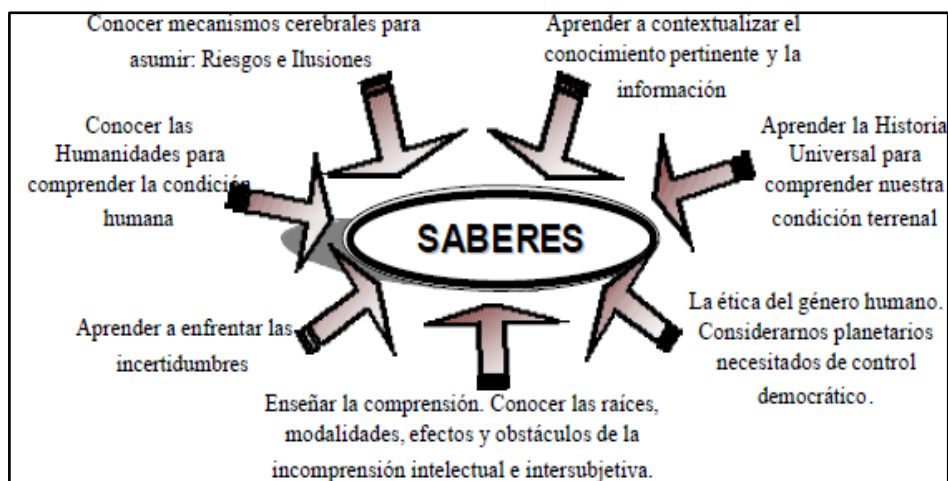 Conocer mecanismos cerebrales para
asumir: Riesgos e Ilusiones
Aprender a contextualizar el
conocimiento pertinente y la
información
Conocer las
Humanidades para
comprender la condición
humana
Aprender la Historia
Universal para
comprender nuestra
condición terrenal
SABERES
Aprender a enfrentar las
incertidumbres
La ética del género humano.
Considerarnos planetarios
necesitados de control
democrático.
Enseñar la comprensión. Conocer las raíces,
modalidades, efectos y obstáculos de la
incomprensión intelectual e intersubjetiva.